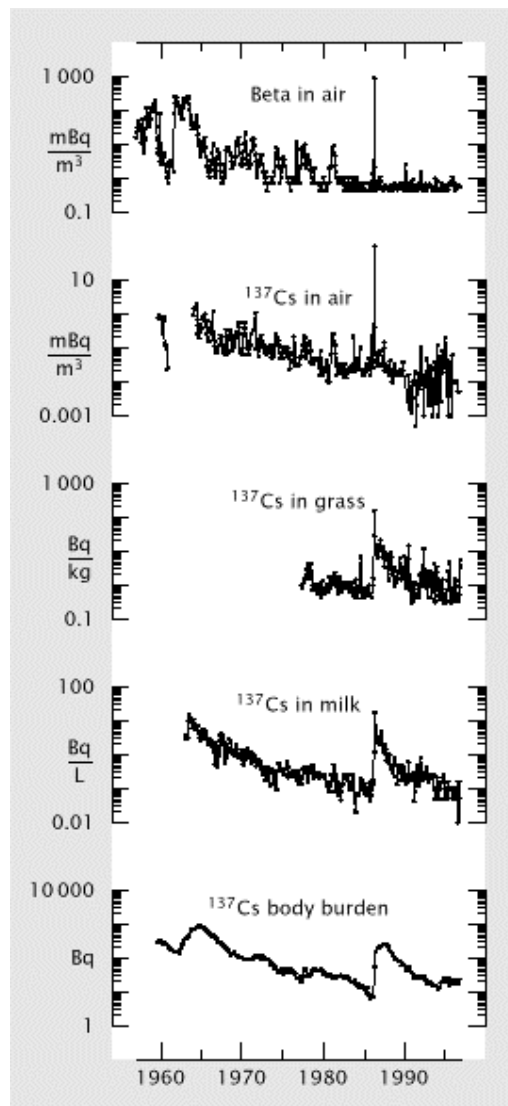 1 000
Beta in air
mBq
m³
0.1
10
¹³⁷Cs in air
mBq
m³
0.001
1 000
¹³⁷Cs in grass
Bq
kg
0.1
100
¹³⁷Cs in milk
Bq
L
0.01
10 000
¹³⁷Cs body burden
Bq
1
1960 1970 1980 1990